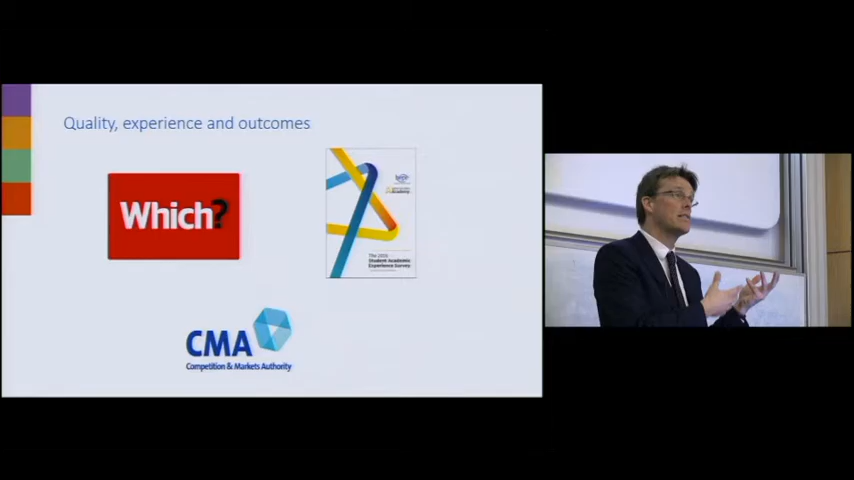 Quality, experience and outcomes
Which?
The 2015
Student Academic
Experience Survey
CMA
Competition & Markets Authority